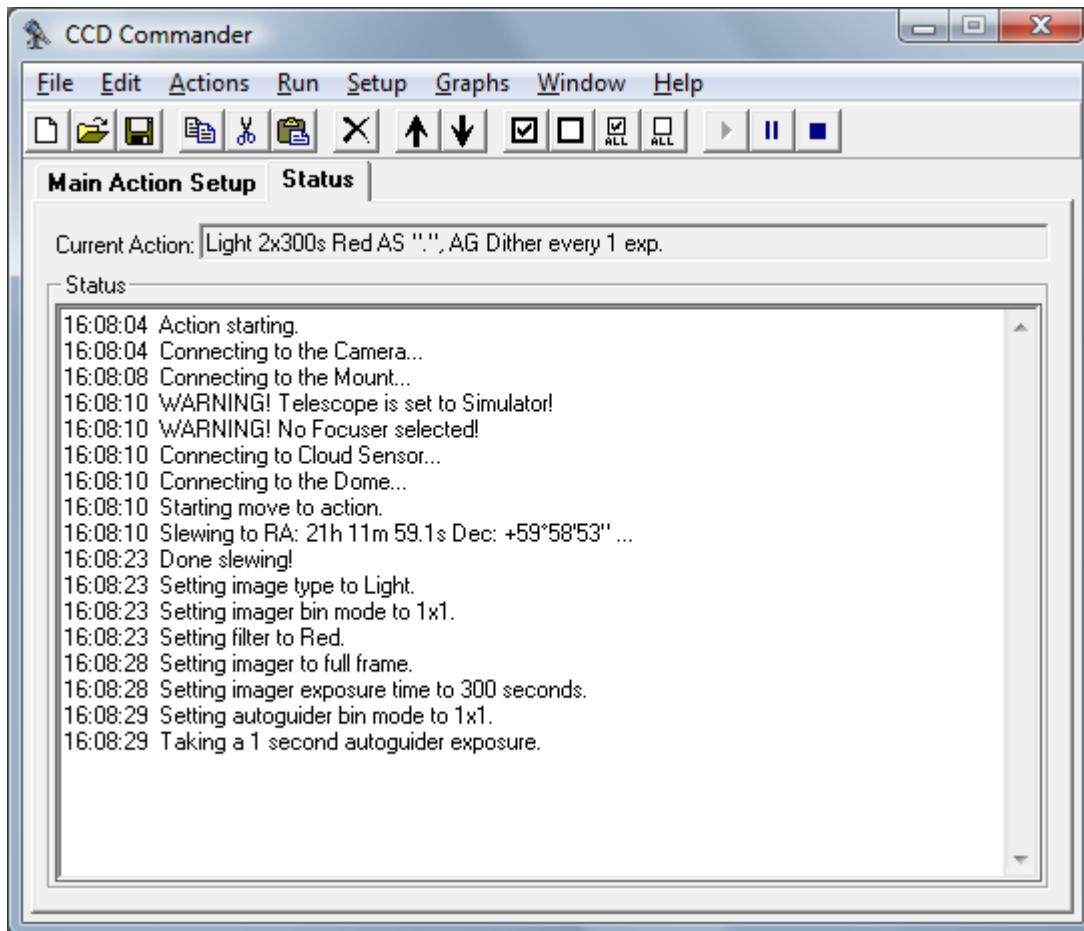 CCD Commander
File Edit Actions Run Setup Graphs Window Help
ALL ALL
Main Action Setup Status
Current Action: Light 2x300s Red AS ".", AG Dither every 1 exp.
Status
16:08:04 Action starting.
16:08:04 Connecting to the Camera...
16:08:08 Connecting to the Mount...
16:08:10 WARNING! Telescope is set to Simulator!
16:08:10 WARNING! No Focuser selected!
16:08:10 Connecting to Cloud Sensor...
16:08:10 Connecting to the Dome...
16:08:10 Starting move to action.
16:08:10 Slewing to RA: 21h 11m 59.1s Dec: +59°58'53" ...
16:08:23 Done slewing!
16:08:23 Setting image type to Light.
16:08:23 Setting imager bin mode to 1x1.
16:08:23 Setting filter to Red.
16:08:28 Setting imager to full frame.
16:08:28 Setting imager exposure time to 300 seconds.
16:08:29 Setting autoguider bin mode to 1x1.
16:08:29 Taking a 1 second autoguider exposure.